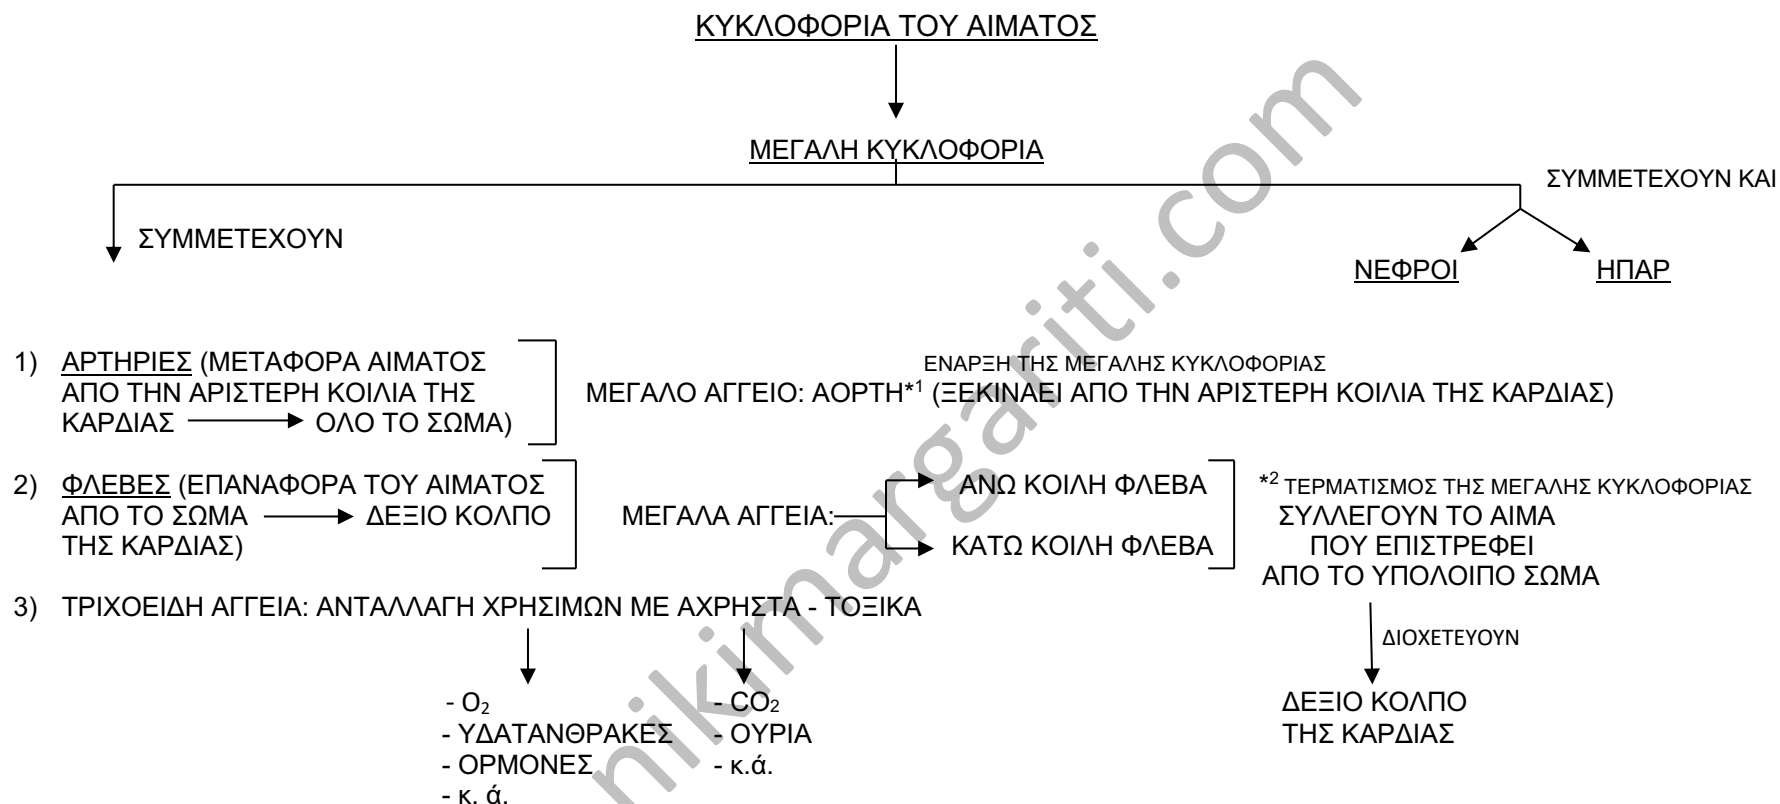 ΚΥΚΛΟΦΟΡΙΑ ΤΟΥ ΑΙΜΑΤΟΣ
ΜΕΓΑΛΗ ΚΥΚΛΟΦΟΡΙΑ
ΣΥΜΜΕΤΕΧΟΥΝ ΚΑΙ
ΣΥΜΜΕΤΕΧΟΥΝ
ΝΕΦΡΟΙ ΗΠΑΡ
1) ΑΡΤΗΡΙΕΣ (ΜΕΤΑΦΟΡΑ ΑΙΜΑΤΟΣ
ΑΠΟ ΤΗΝ ΑΡΙΣΤΕΡΗ ΚΟΙΛΙΑ ΤΗΣ
ΚΑΡΔΙΑΣ ΟΛΟ ΤΟ ΣΩΜΑ)
ΕΝΑΡΞΗ ΤΗΣ ΜΕΓΑΛΗΣ ΚΥΚΛΟΦΟΡΙΑΣ
ΜΕΓΑΛΟ ΑΓΓΕΙΟ: ΑΟΡΤΗ*1 (ΞΕΚΙΝΑΕΙ ΑΠΟ ΤΗΝ ΑΡΙΣΤΕΡΗ ΚΟΙΛΙΑ ΤΗΣ ΚΑΡΔΙΑΣ)
2) ΦΛΕΒΕΣ (ΕΠΑΝΑΦΟΡΑ ΤΟΥ ΑΙΜΑΤΟΣ
ΑΠΟ ΤΟ ΣΩΜΑ ΔΕΞΙΟ ΚΟΛΠΟ
ΤΗΣ ΚΑΡΔΙΑΣ)
ΜΕΓΑΛΑ ΑΓΓΕΙΑ:
ΑΝΩ ΚΟΙΛΗ ΦΛΕΒΑ
ΚΑΤΩ ΚΟΙΛΗ ΦΛΕΒΑ
*2 ΤΕΡΜΑΤΙΣΜΟΣ ΤΗΣ ΜΕΓΑΛΗΣ ΚΥΚΛΟΦΟΡΙΑΣ
ΣΥΛΛΕΓΟΥΝ ΤΟ ΑΙΜΑ
ΠΟΥ ΕΠΙΣΤΡΕΦΕΙ
ΑΠΟ ΤΟ ΥΠΟΛΟΙΠΟ ΣΩΜΑ
ΔΙΟΧΕΤΕΥΟΥΝ
ΔΕΞΙΟ ΚΟΛΠΟ
ΤΗΣ ΚΑΡΔΙΑΣ
3) ΤΡΙΧΟΕΙΔΗ ΑΓΓΕΙΑ: ΑΝΤΑΛΛΑΓΗ ΧΡΗΣΙΜΩΝ ΜΕ ΑΧΡΗΣΤΑ - ΤΟΞΙΚΑ
- O2
- ΥΔΑΤΑΝΘΡΑΚΕΣ
- ΟΡΜΟΝΕΣ
- κ. ά.
- CO2
- ΟΥΡΙΑ
- κ.ά.
nikimargariti.com